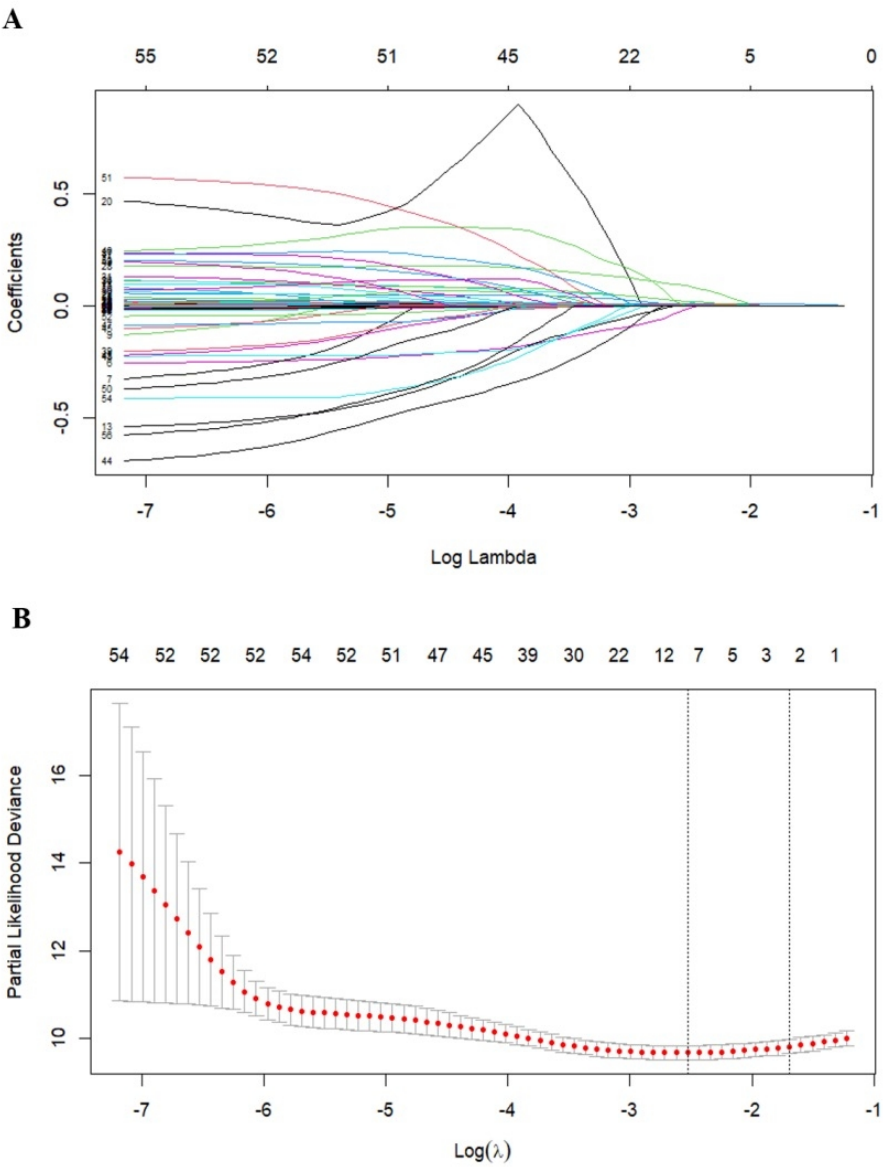 A
55 52 51 45 22 5 0
51
20
7
50
54
13
56
44
0.5
0.0
-0.5
Coefficients
-7 -6 -5 -4 -3 -2 -1
Log Lambda
B
54 52 52 52 54 52 51 47 45 39 30 22 12 7 5 3 2 1
16
14
12
10
Partial Likelihood Deviance
-7 -6 -5 -4 -3 -2 -1
Log(λ)